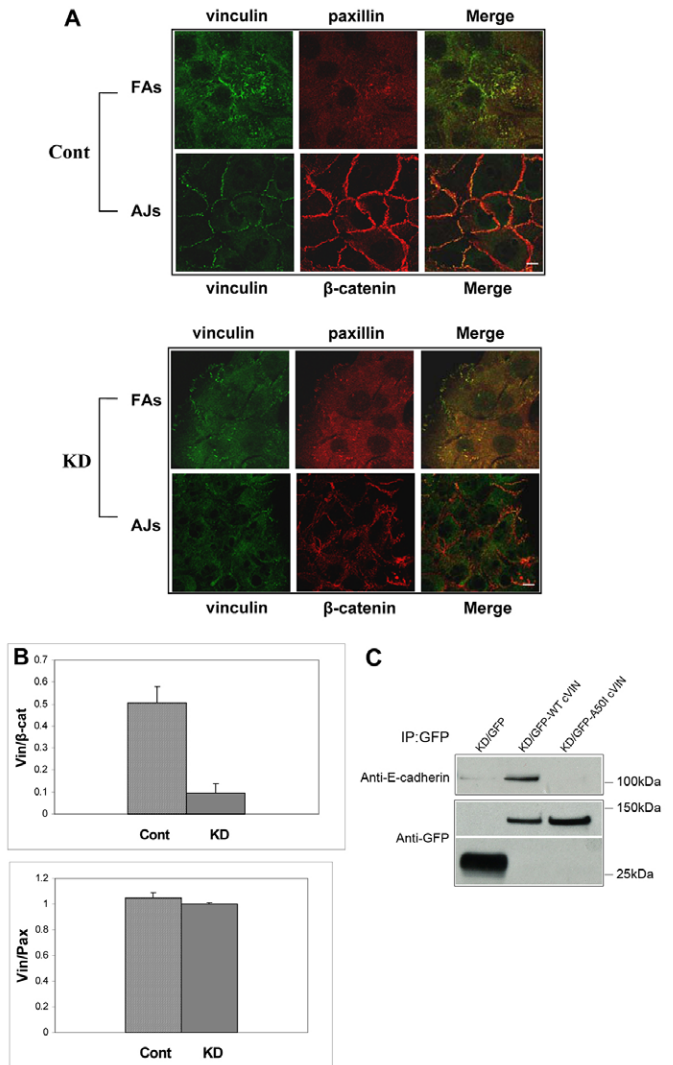 A
vinculin paxillin Merge
FAs
Cont
AJs
vinculin β-catenin Merge
vinculin paxillin Merge
FAs
KD
AJs
vinculin β-catenin Merge
B
0.7
0.6
0.5
0.4
0.3
0.2
0.1
0
Vin/β-cat
Cont KD
1.2
1
0.8
0.6
0.4
0.2
0
Vin/Pax
Cont KD
C
IP:GFP
KD/GFP
KD/GFP-WT cVIN
KD/GFP-A50I cVIN
Anti-E-cadherin
100kDa
150kDa
Anti-GFP
25kDa